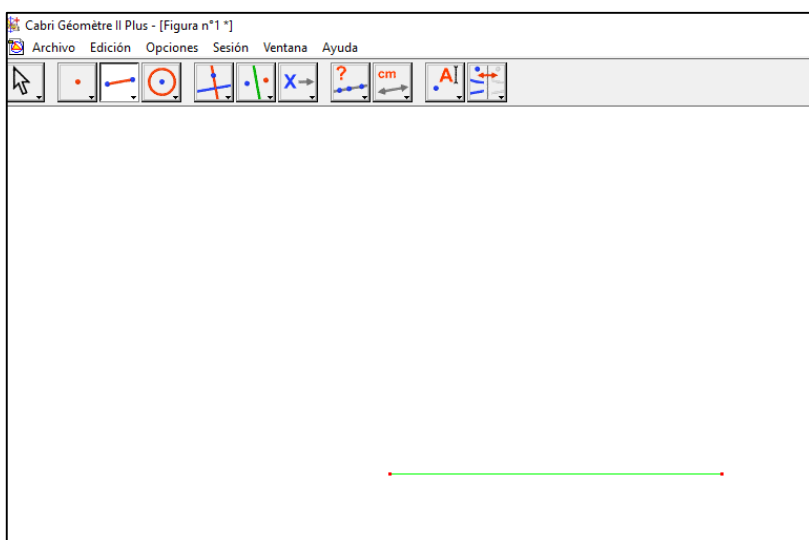 Cabri Géomètre II Plus - [Figura n°1 *]
Archivo Edición Opciones Sesión Ventana Ayuda
X ? cm A